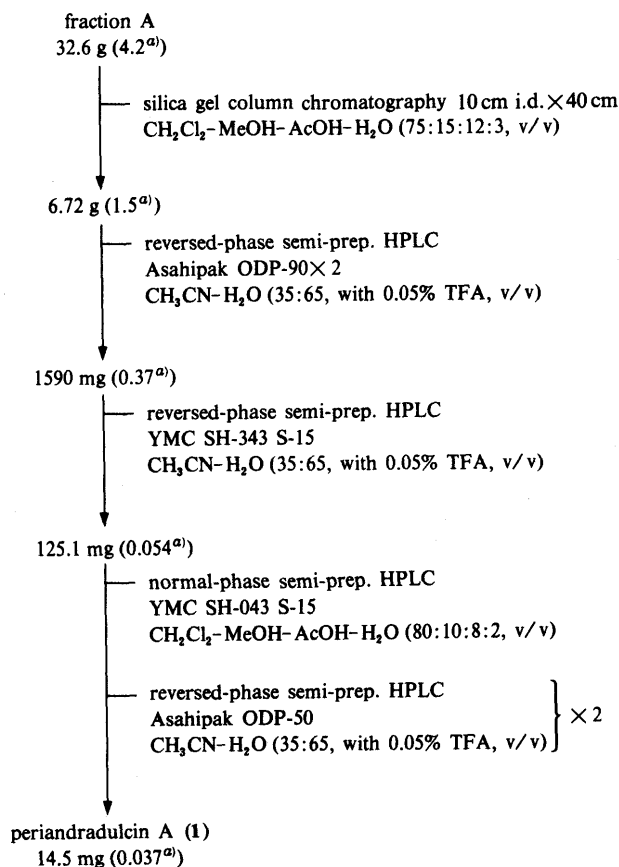 fraction A
32.6 g (4.2a))
silica gel column chromatography 10 cm i.d. × 40 cm
CH2Cl2–MeOH–AcOH–H2O (75:15:12:3, v/v)
6.72 g (1.5a))
reversed-phase semi-prep. HPLC
Asahipak ODP-90 × 2
CH3CN–H2O (35:65, with 0.05% TFA, v/v)
1590 mg (0.37a))
reversed-phase semi-prep. HPLC
YMC SH-343 S-15
CH3CN–H2O (35:65, with 0.05% TFA, v/v)
125.1 mg (0.054a))
normal-phase semi-prep. HPLC
YMC SH-043 S-15
CH2Cl2–MeOH–AcOH–H2O (80:10:8:2, v/v)
reversed-phase semi-prep. HPLC
Asahipak ODP-50
CH3CN–H2O (35:65, with 0.05% TFA, v/v)
× 2
periandradulcin A (1)
14.5 mg (0.037a))